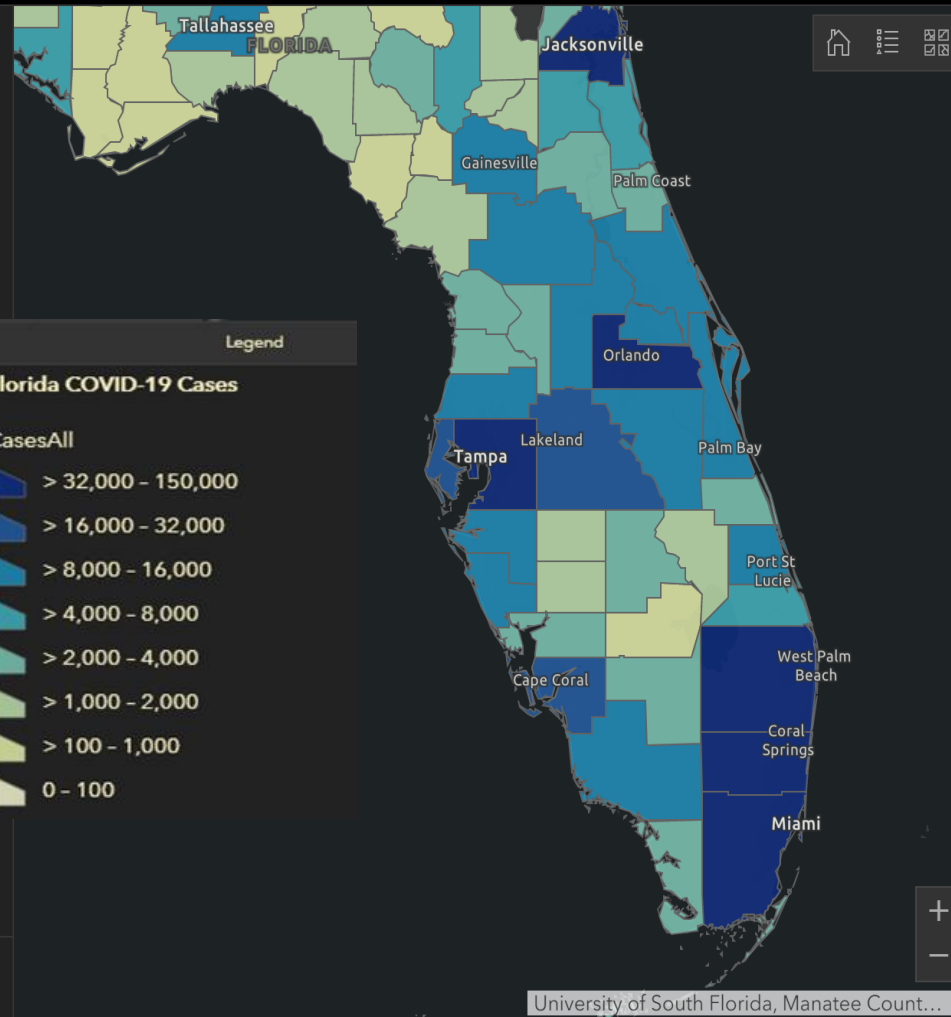 Tallahassee
FLORIDA
Jacksonville
Gainesville
Palm Coast
Legend
Orlando
lorida COVID-19 Cases
Lakeland
CasesAll
Tampa
Palm Bay
> 32,000 – 150,000
> 16,000 – 32,000
> 8,000 – 16,000
Port St
Lucie
> 4,000 – 8,000
> 2,000 – 4,000
West Palm
Beach
Cape Coral
> 1,000 – 2,000
Coral
Springs
> 100 – 1,000
0 – 100
Miami
+
−
University of South Florida, Manatee Count...